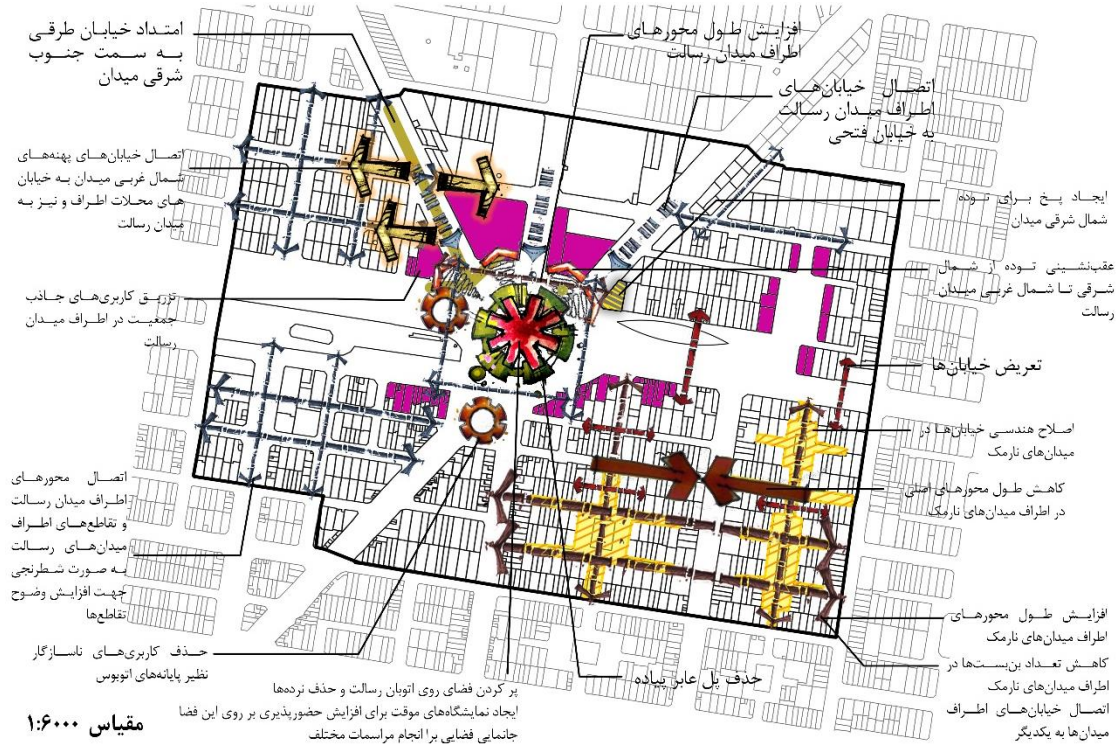 امتداد خیابان طرقی
به سمت جنوب
شرقی میدان
افزایش طول محورهای
اطراف میدان رسالت
اتصال خیابان‌های
اطراف میدان رسالت
به خیابان فتحی
اتصال خیابان‌های پهنه‌های
شمال غربی میدان به خیابان
های محلات اطراف و نیز به
میدان رسالت
ایجاد پخ برای توده
شمال شرقی میدان
عقب‌نشینی توده از شمال
شرقی تا شمال غربی میدان
رسالت
تزریق کاربری‌های جاذب
جمعیت در اطراف میدان
رسالت
تعریض خیابان‌ها
اصلاح هندسی خیابان‌ها در
میدان‌های نارمک
کاهش طول محورهای اصلی
در اطراف میدان‌های نارمک
اتصال محورهای
اطراف میدان رسالت
و تقاطع‌های اطراف
میدان‌های رسالت
به صورت شطرنجی
جهت افزایش وضوح
تقاطع‌ها
افزایش طول محورهای
اطراف میدان‌های نارمک
کاهش تعداد بن‌بست‌ها در
اطراف میدان‌های نارمک
اتصال خیابان‌های اطراف
میدان‌ها به یکدیگر
حذف کاربری‌های ناسازگار
نظیر پایانه‌های اتوبوس
حذف پل عابر پیاده
پر کردن فضای روی اتوبان رسالت و حذف نرده‌ها
ایجاد نمایشگاه‌های موقت برای افزایش حضورپذیری بر روی این فضا
جانمایی فضایی برا انجام مراسمات مختلف
مقیاس ۱:۶۰۰۰